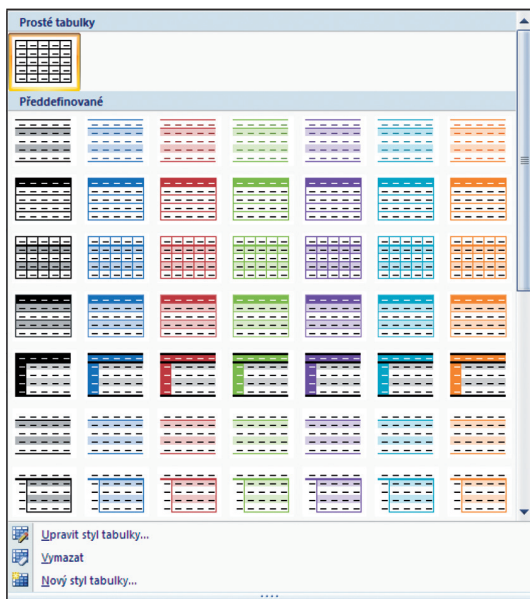 Prosté tabulky
Předdefinované
Upravit styl tabulky...
Vymazat
Nový styl tabulky...